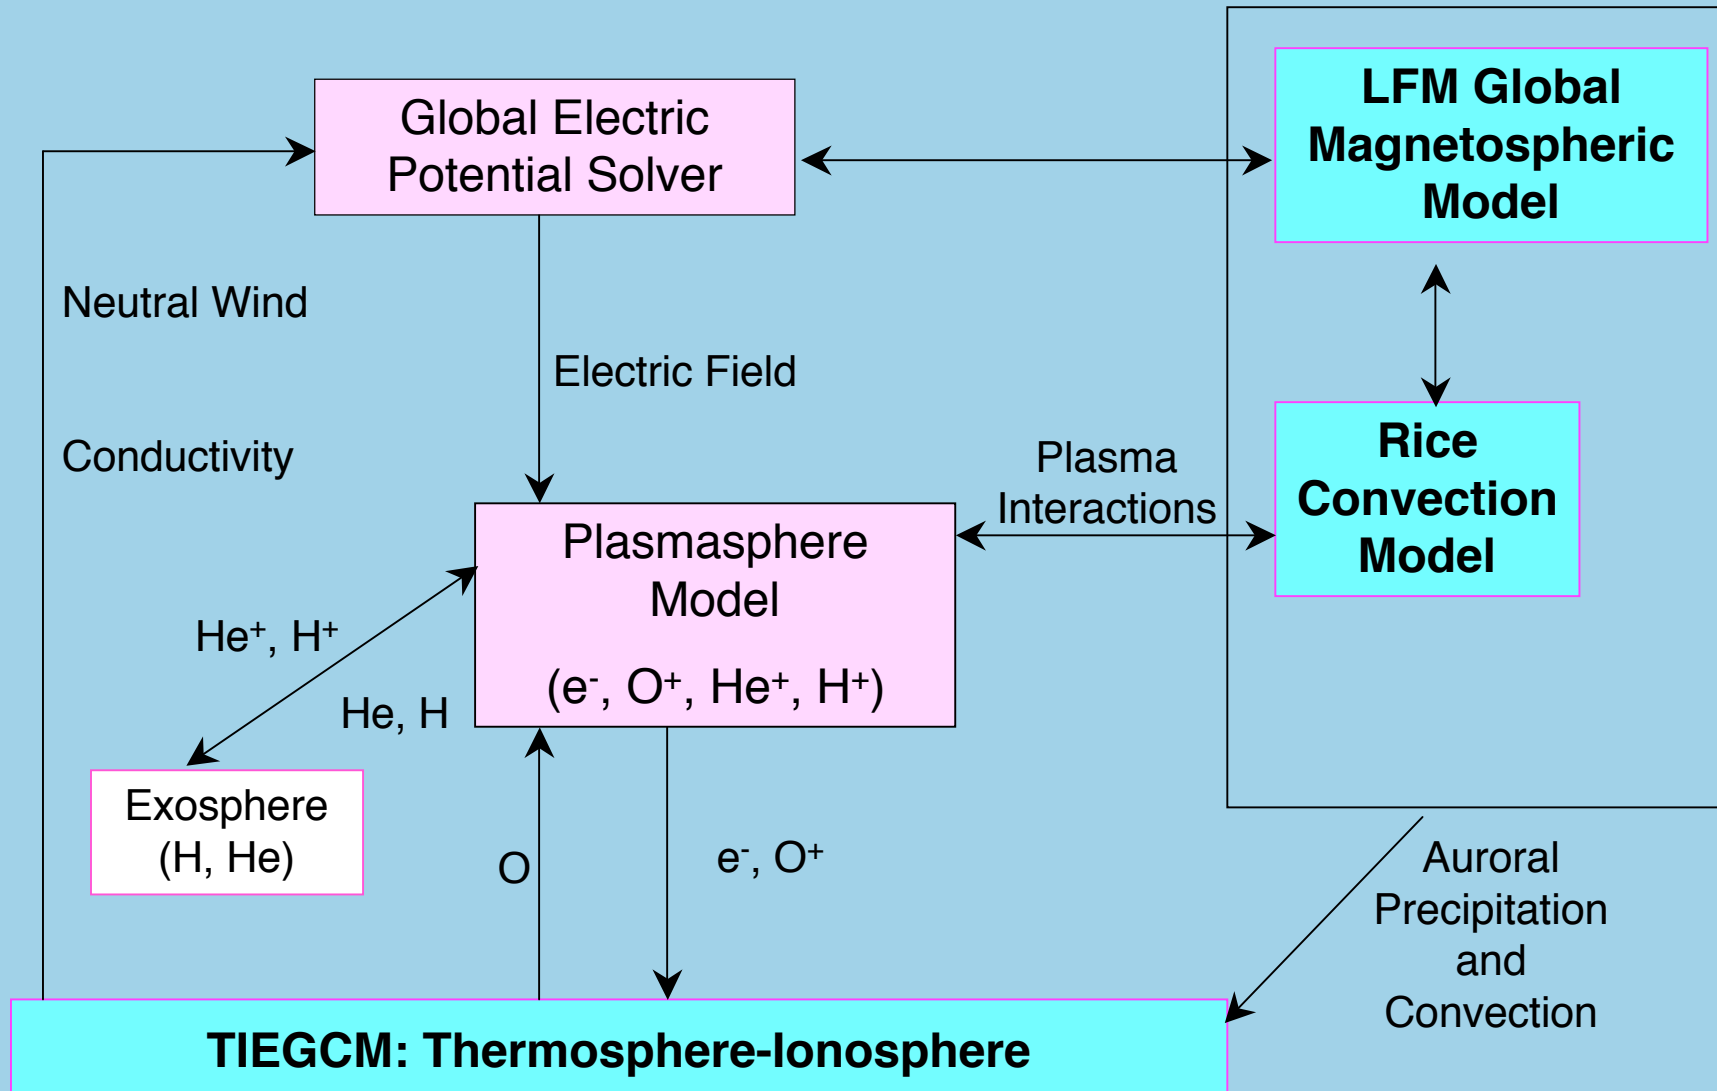 Global Electric
Potential Solver
LFM Global
Magnetospheric
Model
Neutral Wind
Electric Field
Conductivity
Plasma
Interactions
Rice
Convection
Model
Plasmasphere
Model
(e⁻, O⁺, He⁺, H⁺)
He⁺, H⁺
He, H
Exosphere
(H, He)
O
e⁻, O⁺
Auroral
Precipitation
and
Convection
TIEGCM: Thermosphere-Ionosphere